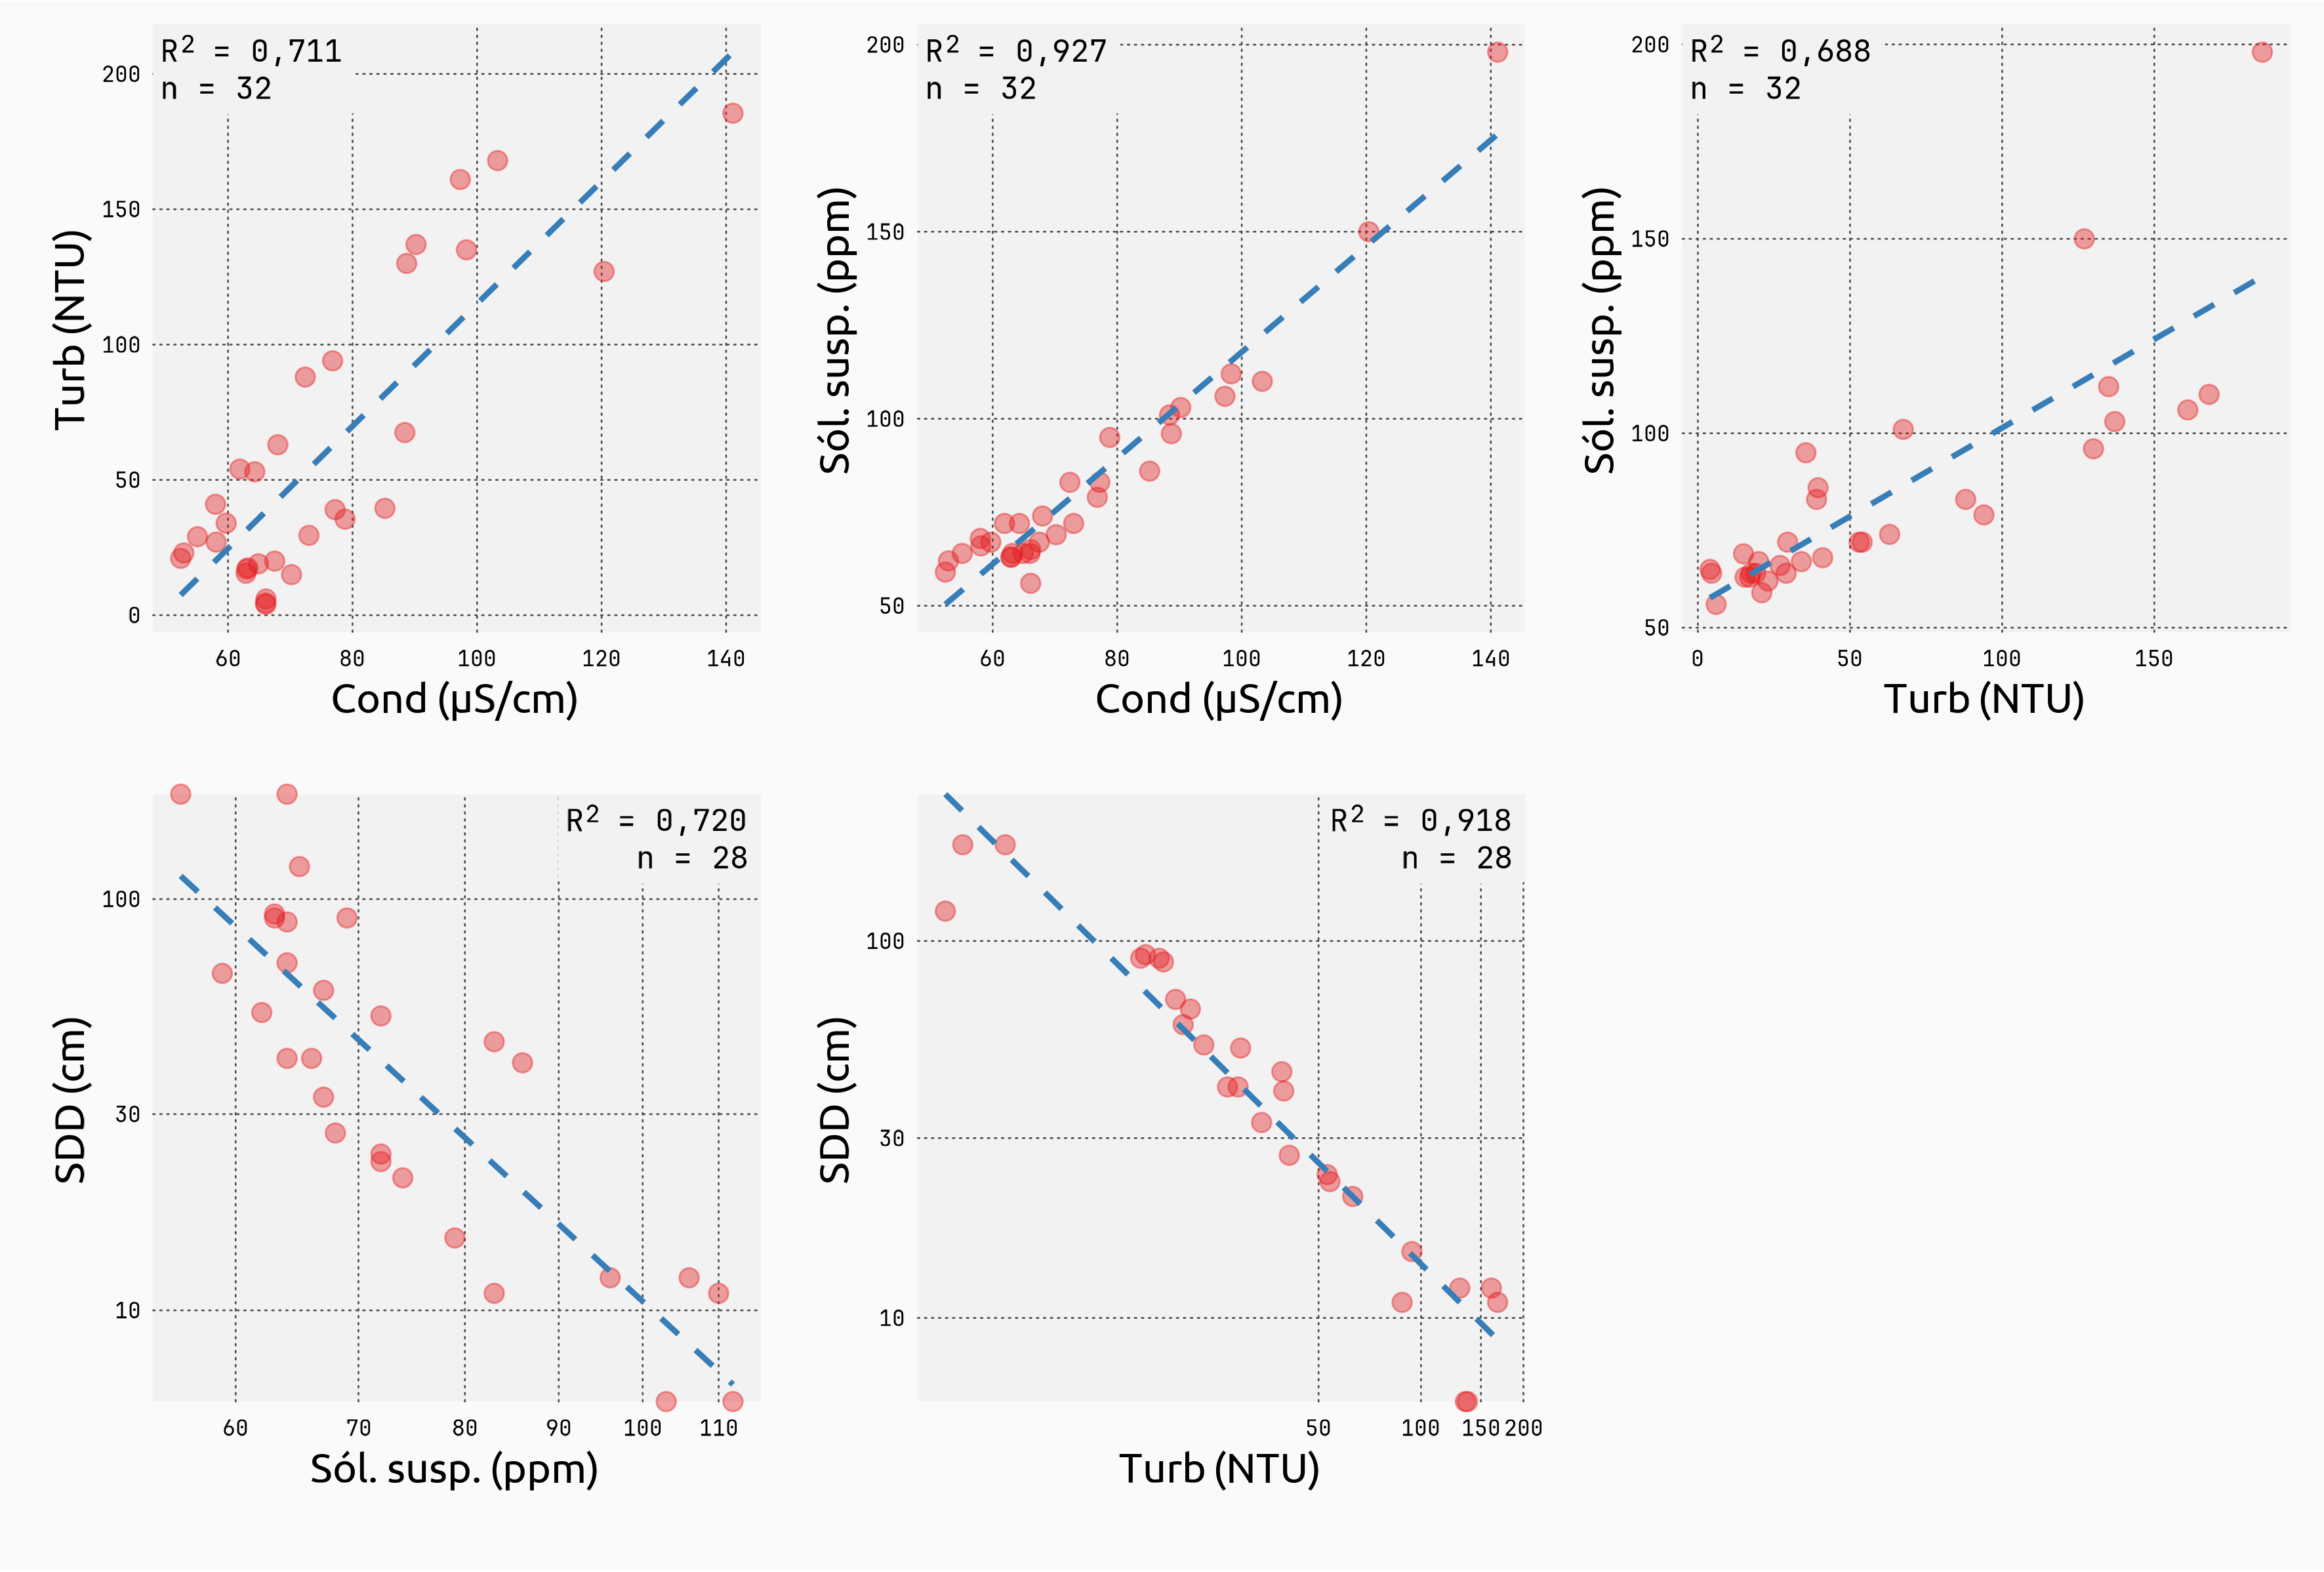 R² = 0,711
n = 32
200
150
100
50
0
Turb (NTU)
60 80 100 120 140
Cond (µS/cm)
R² = 0,927
n = 32
200
150
100
50
Sól. susp. (ppm)
60 80 100 120 140
Cond (µS/cm)
R² = 0,688
n = 32
200
150
100
50
Sól. susp. (ppm)
0 50 100 150
Turb (NTU)
R² = 0,720
n = 28
100
30
10
SDD (cm)
60 70 80 90 100 110
Sól. susp. (ppm)
R² = 0,918
n = 28
100
30
10
SDD (cm)
50 100 150 200
Turb (NTU)